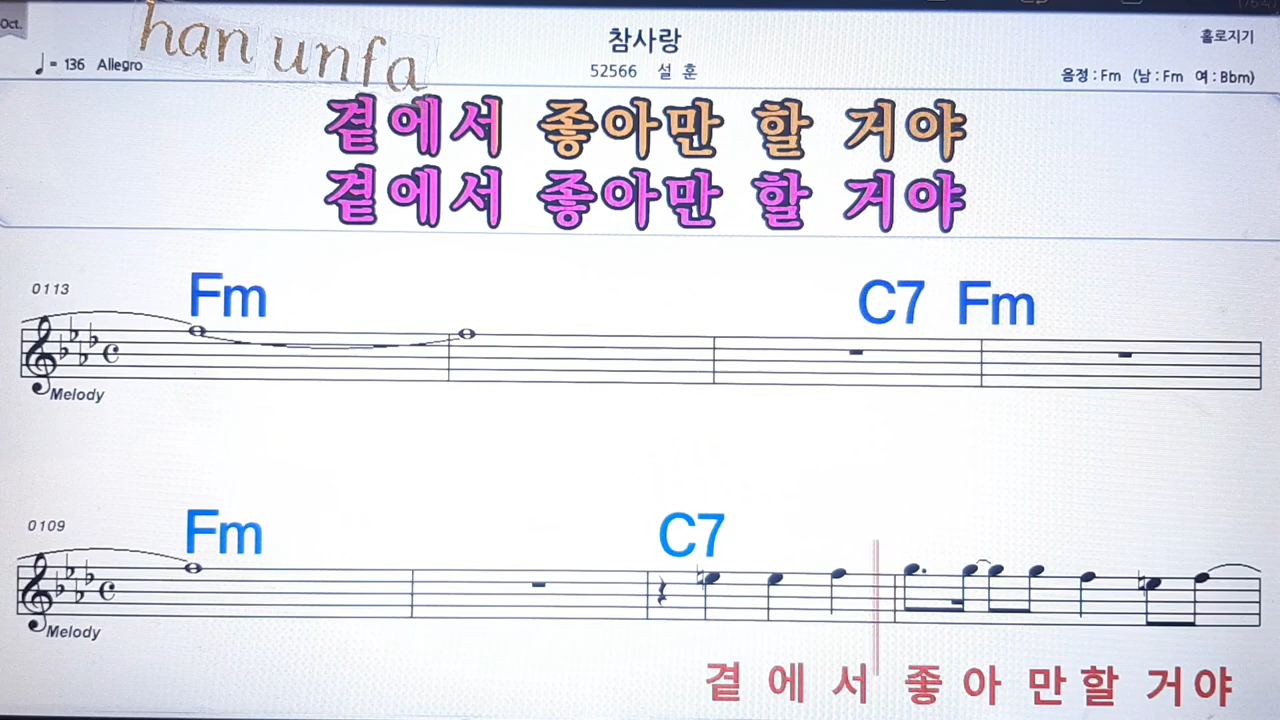 Oct.
han unfa
참사랑
홀로지기
♩= 136 Allegro
52566 설 훈
음정 : Fm (남 : Fm 여 : Bbm)
곁에서 좋아만 할 거야
곁에서 좋아만 할 거야
0113
Fm C7 Fm
Melody
0109
Fm C7
Melody
곁 에 서 좋 아 만 할 거 야